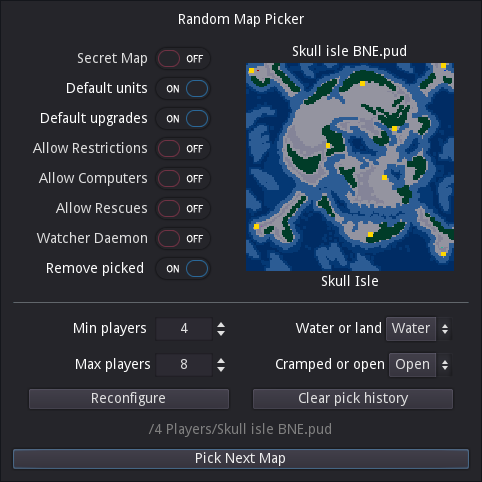 Random Map Picker
Secret Map OFF
Default units ON
Default upgrades ON
Allow Restrictions OFF
Allow Computers OFF
Allow Rescues OFF
Watcher Daemon OFF
Remove picked ON
Skull isle BNE.pud
Skull Isle
Min players 4 Water or land Water
Max players 8 Cramped or open Open
Reconfigure Clear pick history
/4 Players/Skull isle BNE.pud
Pick Next Map